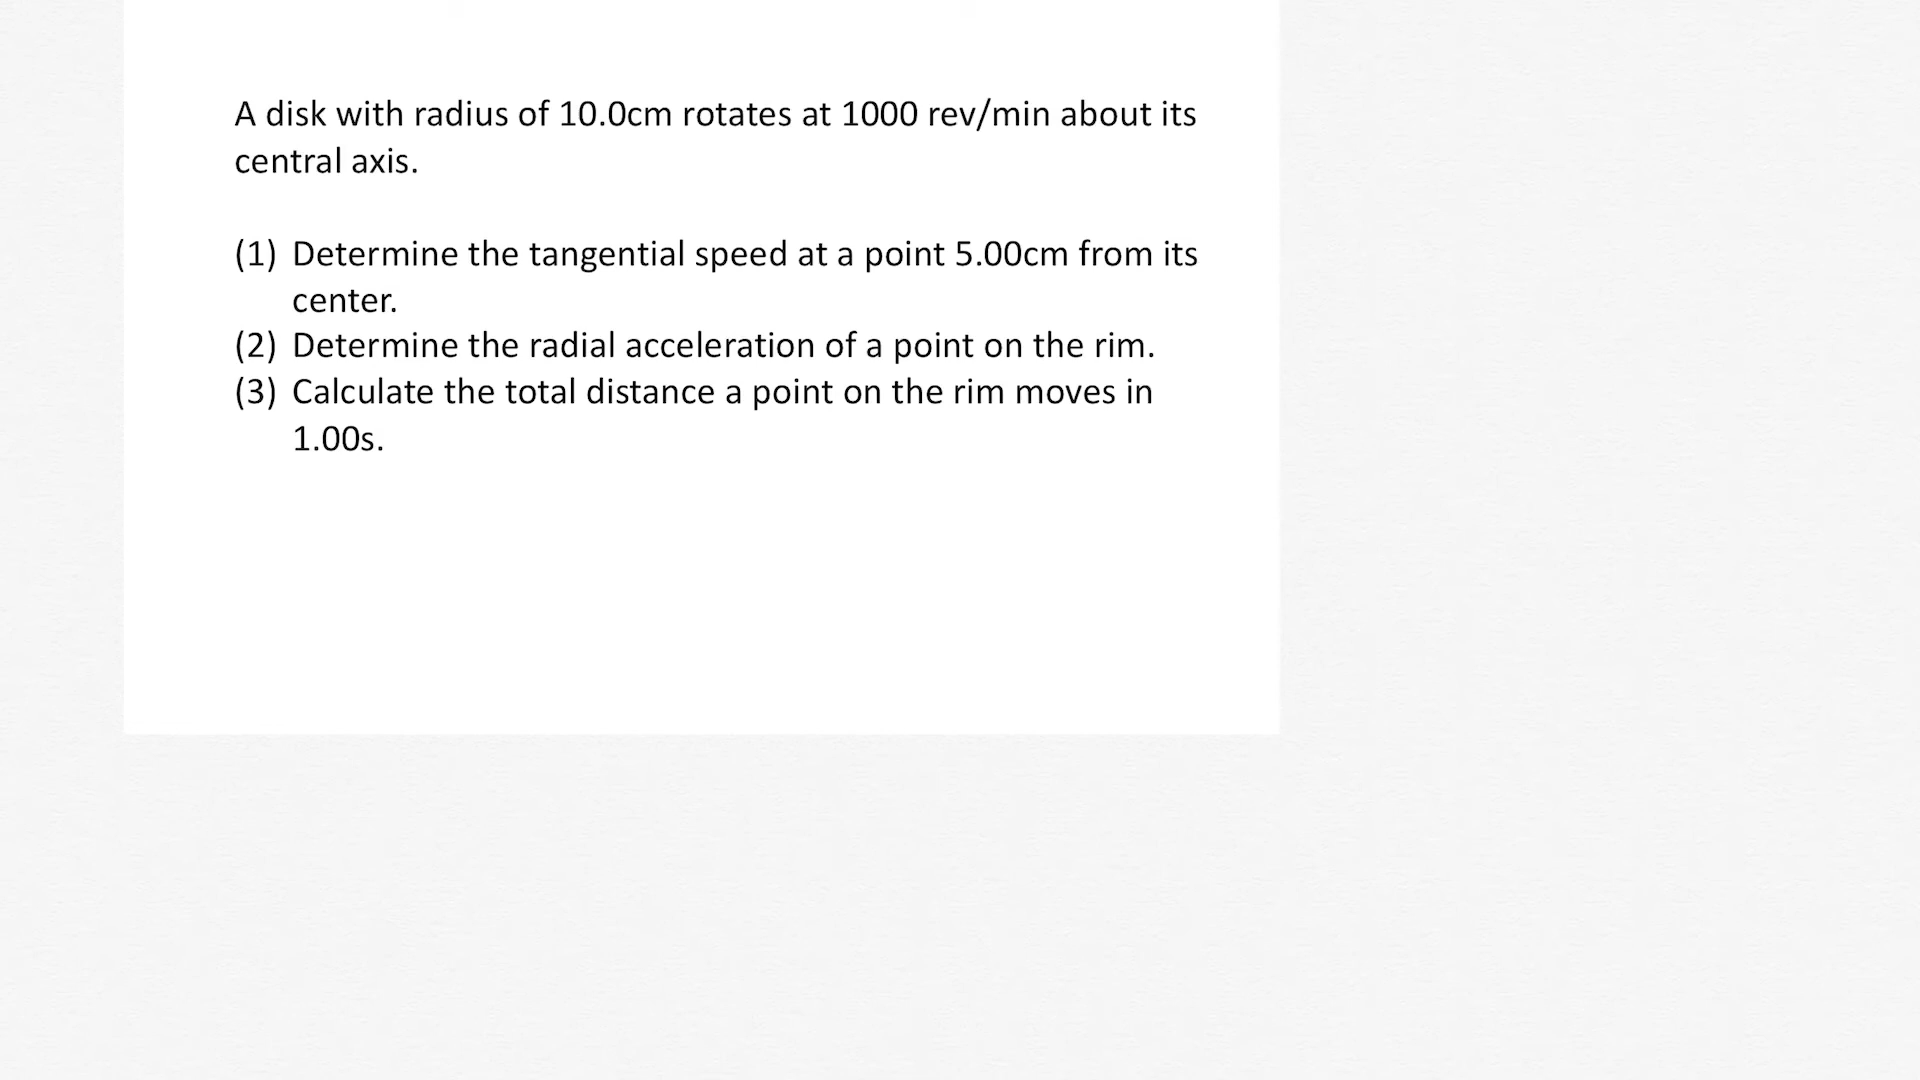 A disk with radius of 10.0cm rotates at 1000 rev/min about its
central axis.
(1) Determine the tangential speed at a point 5.00cm from its
center.
(2) Determine the radial acceleration of a point on the rim.
(3) Calculate the total distance a point on the rim moves in
1.00s.